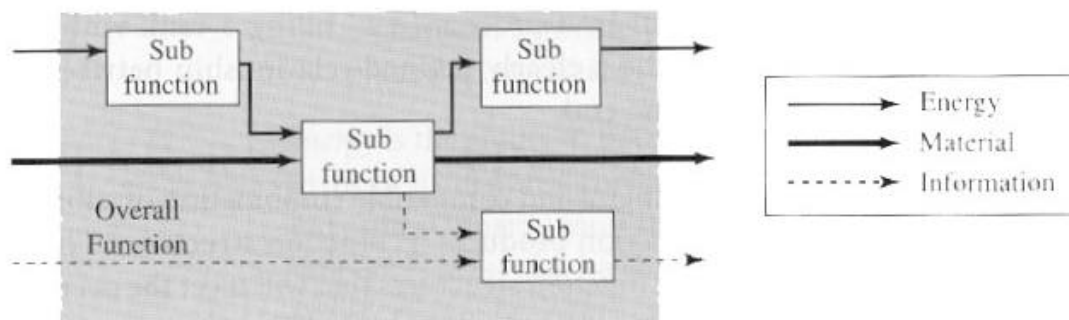 Sub
function
Sub
function
Sub
function
Overall
Function
Sub
function
Energy
Material
Information